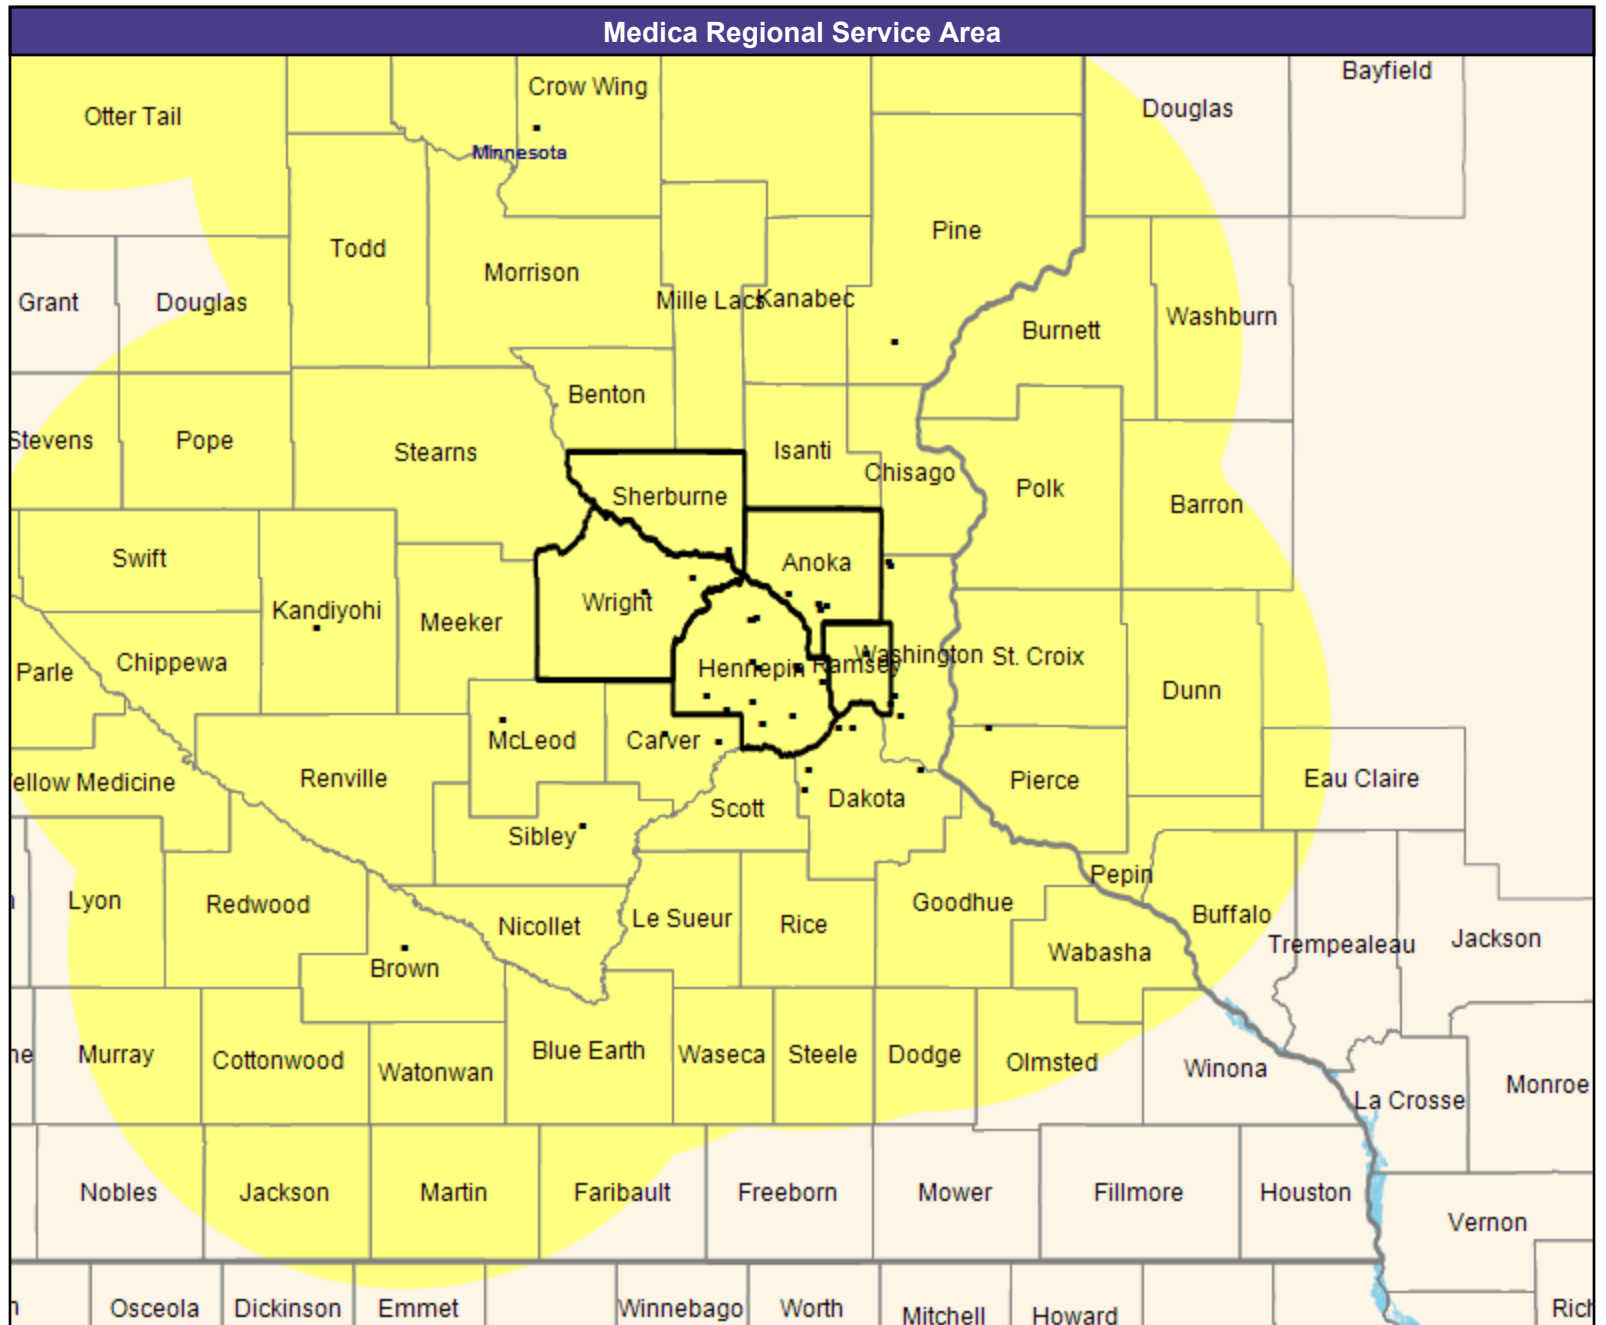 Medica Regional Service Area
Bayfield
Crow Wing
Douglas
Otter Tail
Minnesota
Pine
Todd
Morrison
Mille Lacs
Kanabec
Grant
Douglas
Washburn
Burnett
Benton
Stevens
Pope
Stearns
Isanti
Chisago
Polk
Sherburne
Barron
Swift
Anoka
Wright
Kandiyohi
Meeker
Washington
St. Croix
Parle
Chippewa
Hennepin
Ramsey
Dunn
McLeod
Carver
Renville
ellow Medicine
Pierce
Eau Claire
Scott
Dakota
Sibley
Pepin
Lyon
Redwood
Goodhue
Nicollet
Le Sueur
Rice
Buffalo
Trempealeau
Jackson
Wabasha
Brown
ne
Murray
Cottonwood
Watonwan
Blue Earth
Waseca
Steele
Dodge
Olmsted
Winona
La Crosse
Monroe
Nobles
Jackson
Martin
Faribault
Freeborn
Mower
Fillmore
Houston
Vernon
Osceola
Dickinson
Emmet
Winnebago
Worth
Mitchell
Howard
Rich